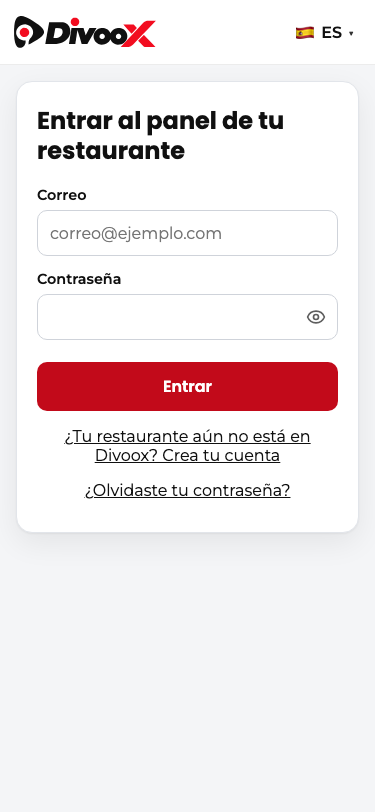 DivooX
ES
Entrar al panel de tu
restaurante
Correo
correo@ejemplo.com
Contraseña
Entrar
¿Tu restaurante aún no está en
Divoox? Crea tu cuenta
¿Olvidaste tu contraseña?